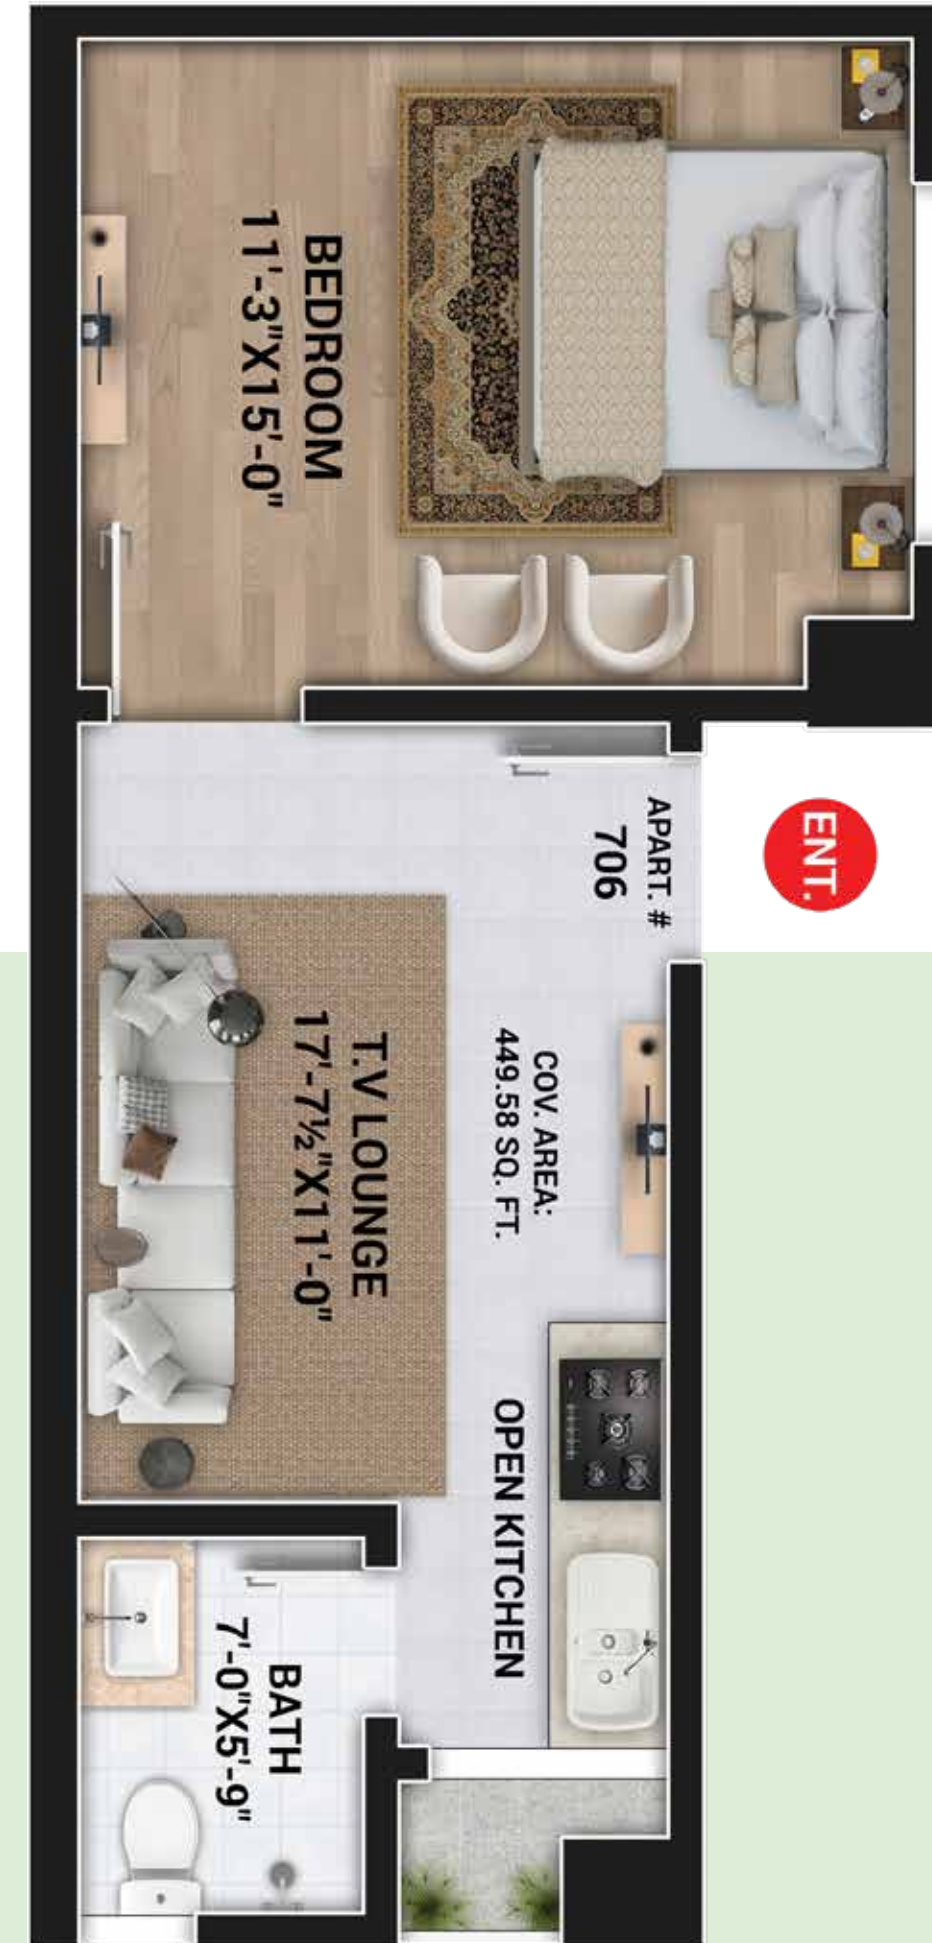 BEDROOM
11'-3"X15'-0"
ENT.
APART. #
706
COV. AREA:
449.58 SQ. FT.
T.V LOUNGE
17'-7½"X11'-0"
OPEN KITCHEN
BATH
7'-0"X5'-9"